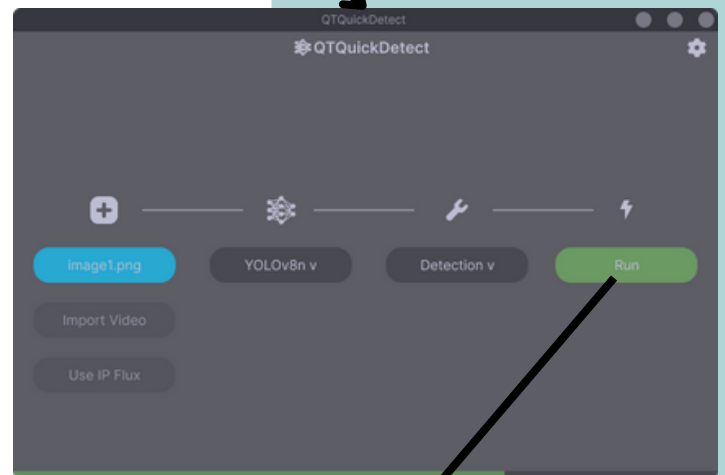 QTQuickDetect
QTQuickDetect
image1.png
YOLOv8n v
Detection v
Run
Import Video
Use IP Flux